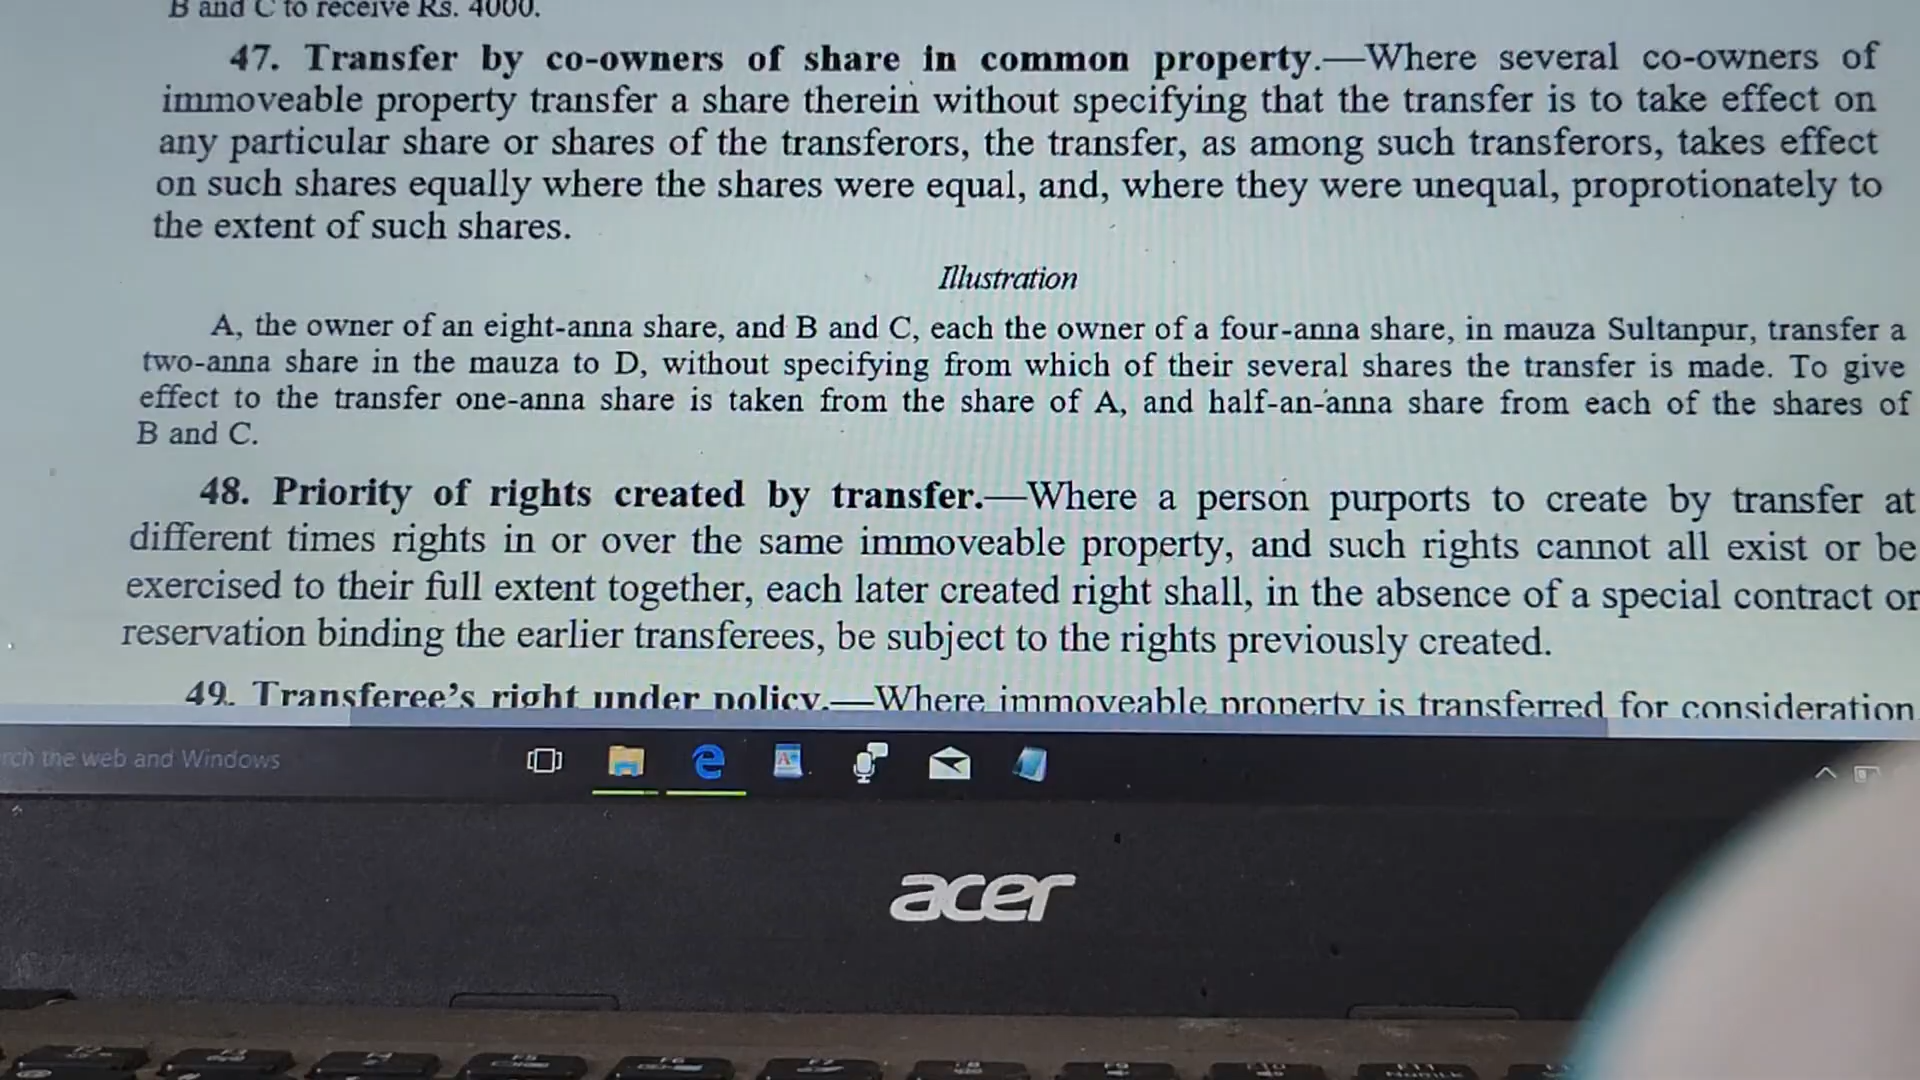 B and C to receive Rs. 4000.
47. Transfer by co-owners of share in common property.—Where several co-owners of
immoveable property transfer a share therein without specifying that the transfer is to take effect on
any particular share or shares of the transferors, the transfer, as among such transferors, takes effect
on such shares equally where the shares were equal, and, where they were unequal, proprotionately to
the extent of such shares.
Illustration
A, the owner of an eight-anna share, and B and C, each the owner of a four-anna share, in mauza Sultanpur, transfer a
two-anna share in the mauza to D, without specifying from which of their several shares the transfer is made. To give
effect to the transfer one-anna share is taken from the share of A, and half-an-anna share from each of the shares of
B and C.
48. Priority of rights created by transfer.—Where a person purports to create by transfer at
different times rights in or over the same immoveable property, and such rights cannot all exist or be
exercised to their full extent together, each later created right shall, in the absence of a special contract or
reservation binding the earlier transferees, be subject to the rights previously created.
49. Transferee's right under policy.—Where immoveable property is transferred for consideration
the web and Windows
acer